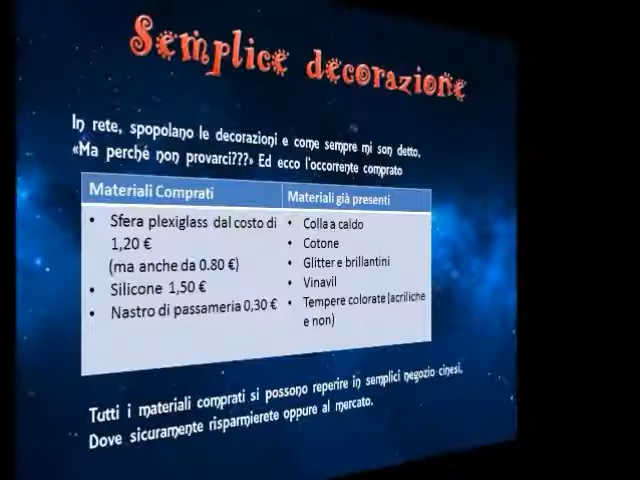 Semplice decorazione
In rete, spopolano le decorazioni e come sempre mi son detto.
«Ma perché non provarci???» Ed ecco l'occorrente comprato
Materiali Comprati
• Sfera plexiglass dal costo di
1,20 €
(ma anche da 0.80 €)
• Silicone 1,50 €
• Nastro di passameria 0,30 €
Materiali già presenti
• Colla a caldo
• Cotone
• Glitter e brillantini
• Vinavil
• Tempere colorate (acriliche
e non)
Tutti i materiali comprati si possono reperire in semplici negozio cinesi.
Dove sicuramente risparmierete oppure al mercato.